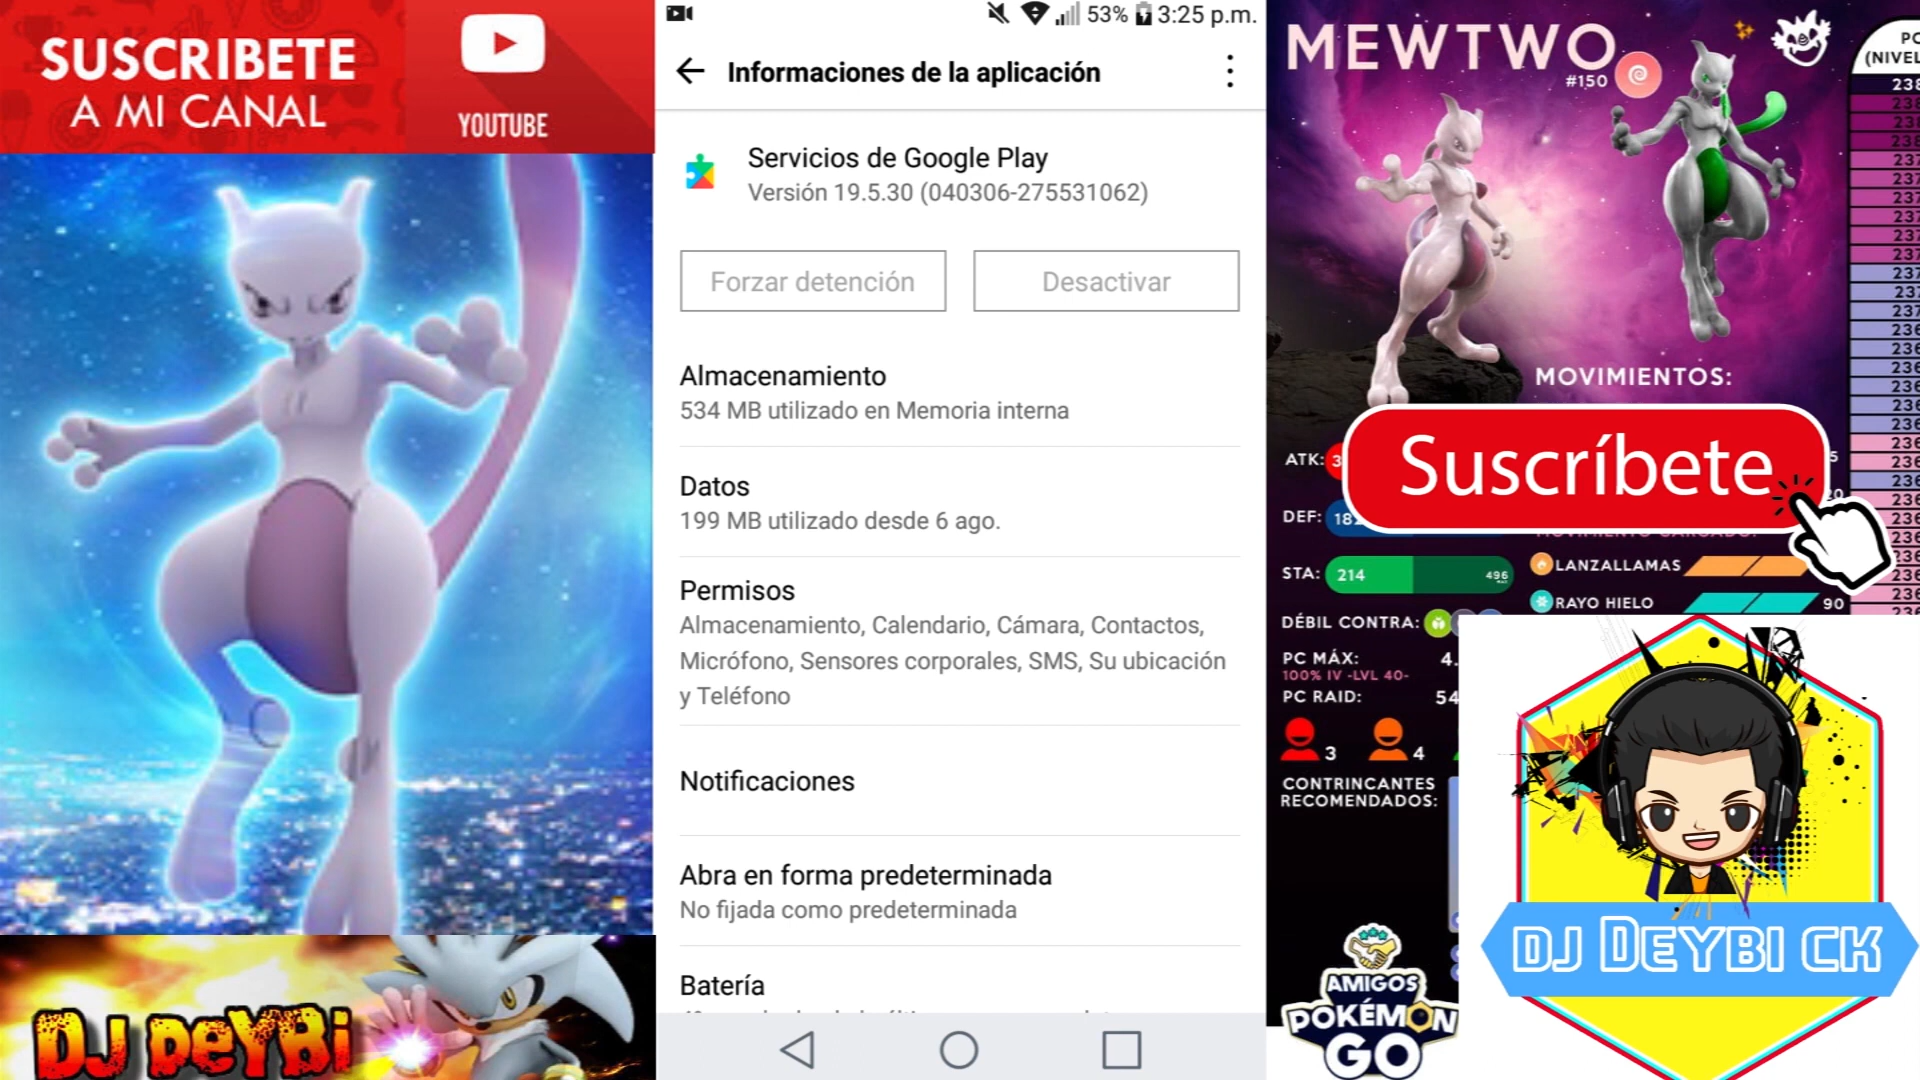 SUSCRIBETE
A MI CANAL
YOUTUBE
DJ DeYBi
53% 3:25 p.m.
Informaciones de la aplicación
Servicios de Google Play
Versión 19.5.30 (040306-275531062)
Forzar detención
Desactivar
Almacenamiento
534 MB utilizado en Memoria interna
Datos
199 MB utilizado desde 6 ago.
Permisos
Almacenamiento, Calendario, Cámara, Contactos,
Micrófono, Sensores corporales, SMS, Su ubicación
y Teléfono
Notificaciones
Abra en forma predeterminada
No fijada como predeterminada
Batería
MEWTWO
#150
MOVIMIENTOS:
ATK:
Suscríbete
DEF:
STA: 214 496
LANZALLAMAS
RAYO HIELO 90
DÉBIL CONTRA:
PC MÁX:
100% IV -LVL 40-
PC RAID:
3 4
CONTRINCANTES
RECOMENDADOS:
AMIGOS
POKÉMON
GO
DJ DEYBI CK